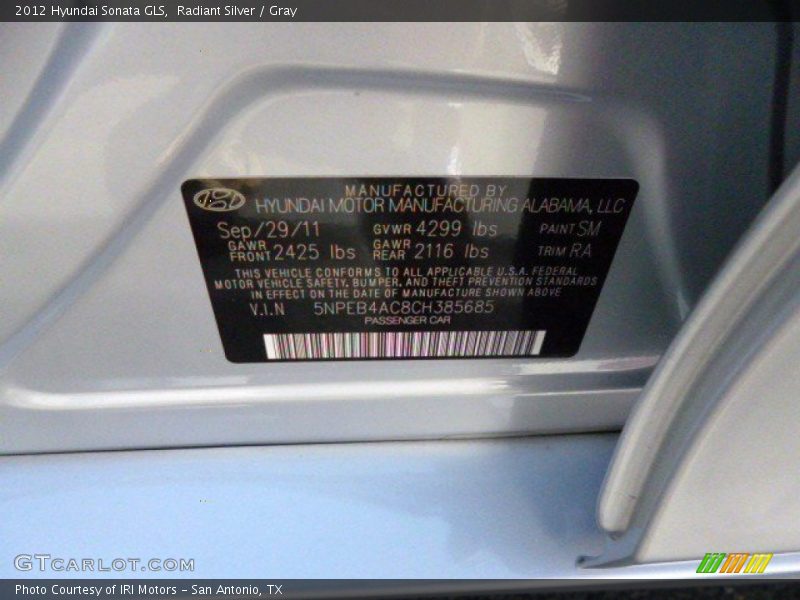 2012 Hyundai Sonata GLS,  Radiant Silver / Gray
MANUFACTURED BY
HYUNDAI MOTOR MANUFACTURING ALABAMA, LLC
Sep/29/11 GVWR 4299 lbs PAINT SM
GAWR FRONT 2425 lbs GAWR REAR 2116 lbs TRIM RA
THIS VEHICLE CONFORMS TO ALL APPLICABLE U.S.A. FEDERAL
MOTOR VEHICLE SAFETY, BUMPER, AND THEFT PREVENTION STANDARDS
IN EFFECT ON THE DATE OF MANUFACTURE SHOWN ABOVE
V.I.N 5NPEB4AC8CH385685
PASSENGER CAR
GTCARLOT.COM
Photo Courtesy of IRI Motors – San Antonio, TX